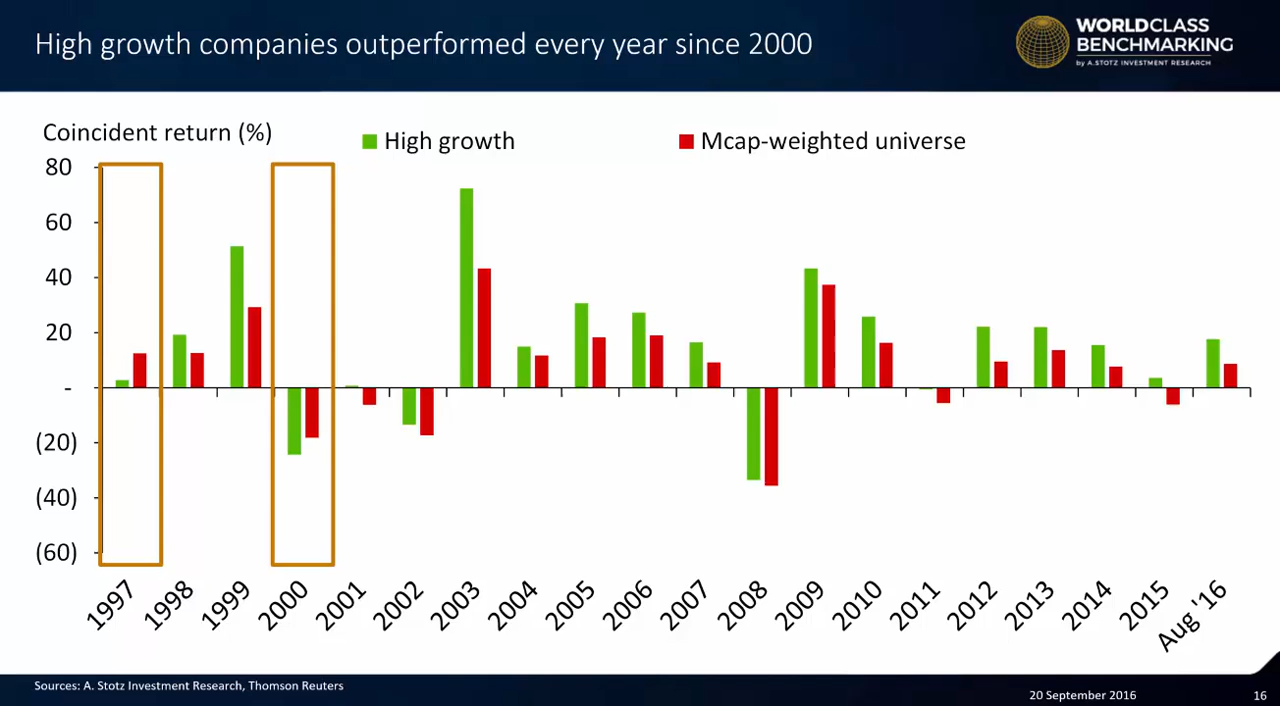 High growth companies outperformed every year since 2000
WORLDCLASS
BENCHMARKING
by A.STOTZ INVESTMENT RESEARCH
Coincident return (%)
High growth
Mcap-weighted universe
80
60
40
20
-
(20)
(40)
(60)
1997
1998
1999
2000
2001
2002
2003
2004
2005
2006
2007
2008
2009
2010
2011
2012
2013
2014
2015
Aug '16
Sources: A. Stotz Investment Research, Thomson Reuters
20 September 2016
16